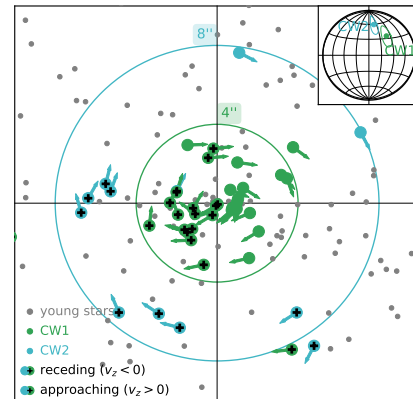 CW2
CW1
8''
4''
young stars
CW1
CW2
receding (v_z < 0)
approaching (v_z > 0)